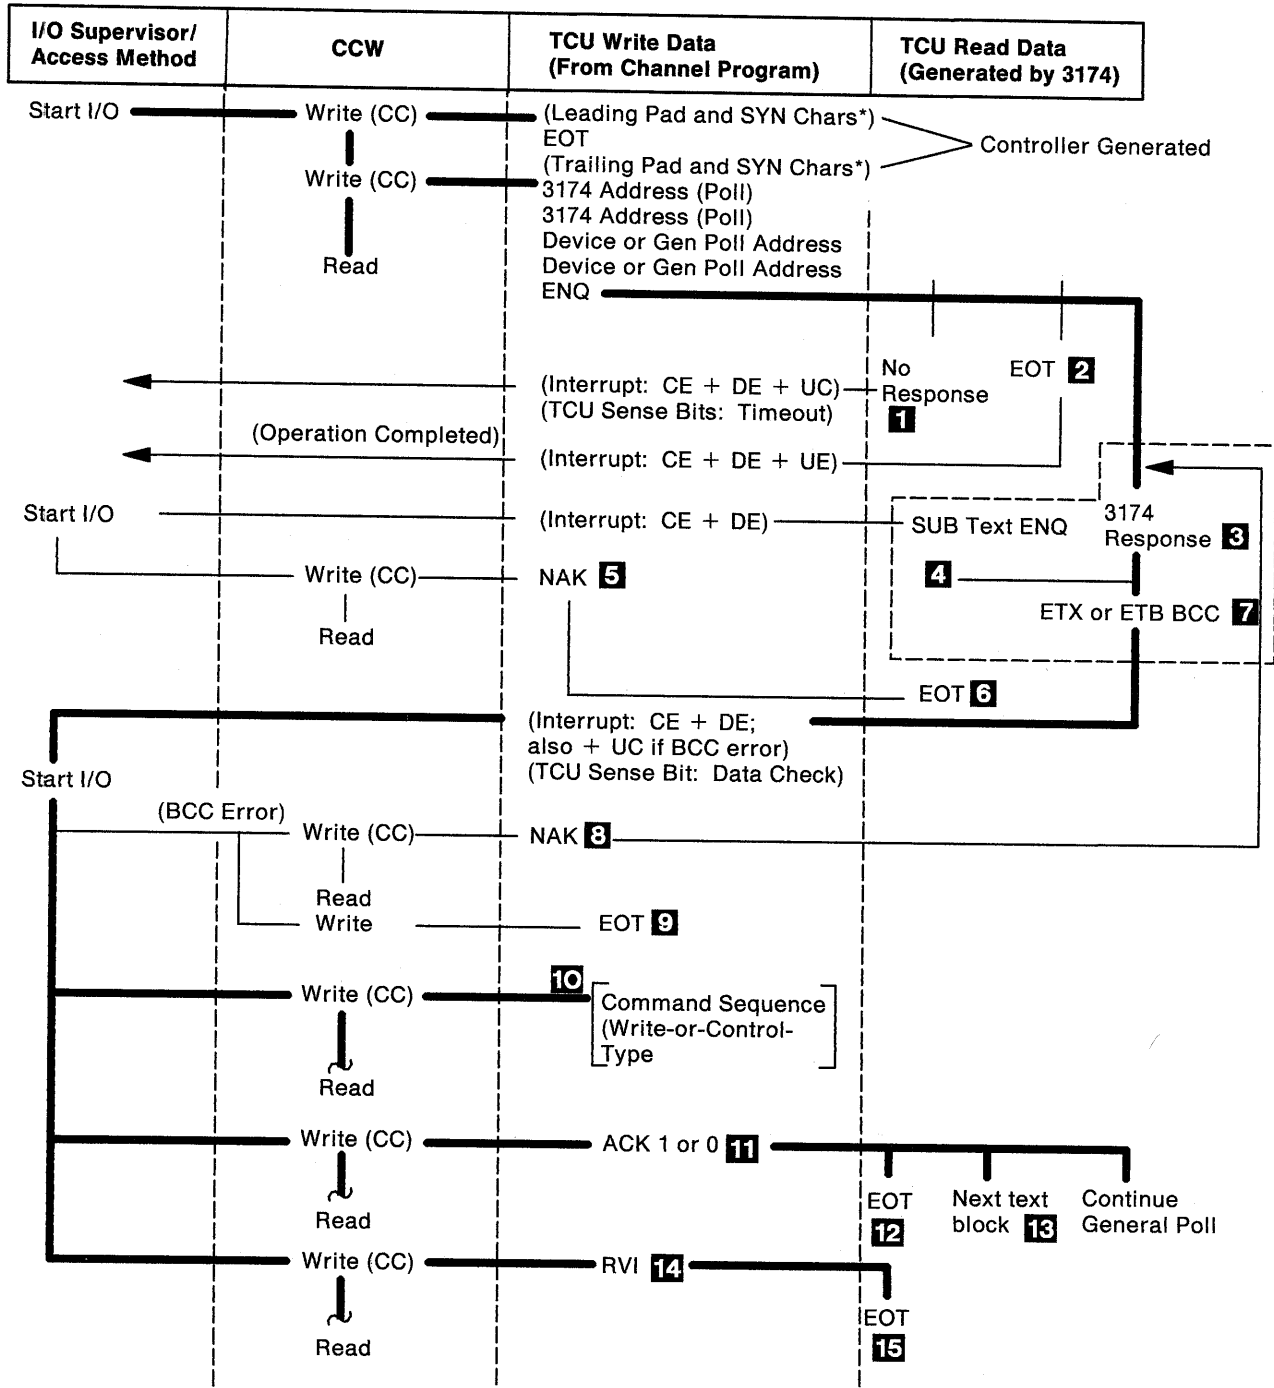 I/O Supervisor/
Access Method
CCW
TCU Write Data
(From Channel Program)
TCU Read Data
(Generated by 3174)
Start I/O
Write (CC)
(Leading Pad and SYN Chars*)
EOT
(Trailing Pad and SYN Chars*)
Controller Generated
Write (CC)
3174 Address (Poll)
3174 Address (Poll)
Device or Gen Poll Address
Device or Gen Poll Address
Read
ENQ
No
Response
1
EOT 2
(Interrupt: CE + DE + UC)
(TCU Sense Bits: Timeout)
(Operation Completed)
(Interrupt: CE + DE + UE)
Start I/O
(Interrupt: CE + DE)
SUB Text ENQ
3174
Response 3
4
Write (CC)
NAK 5
ETX or ETB BCC 7
Read
EOT 6
(Interrupt: CE + DE;
also + UC if BCC error)
(TCU Sense Bit: Data Check)
Start I/O
(BCC Error)
Write (CC)
NAK 8
Read
Write
EOT 9
10
Write (CC)
Command Sequence
(Write-or-Control-
Type
Read
Write (CC)
ACK 1 or 0 11
Read
EOT
12
Next text
block 13
Continue
General Poll
Write (CC)
RVI 14
Read
EOT
15